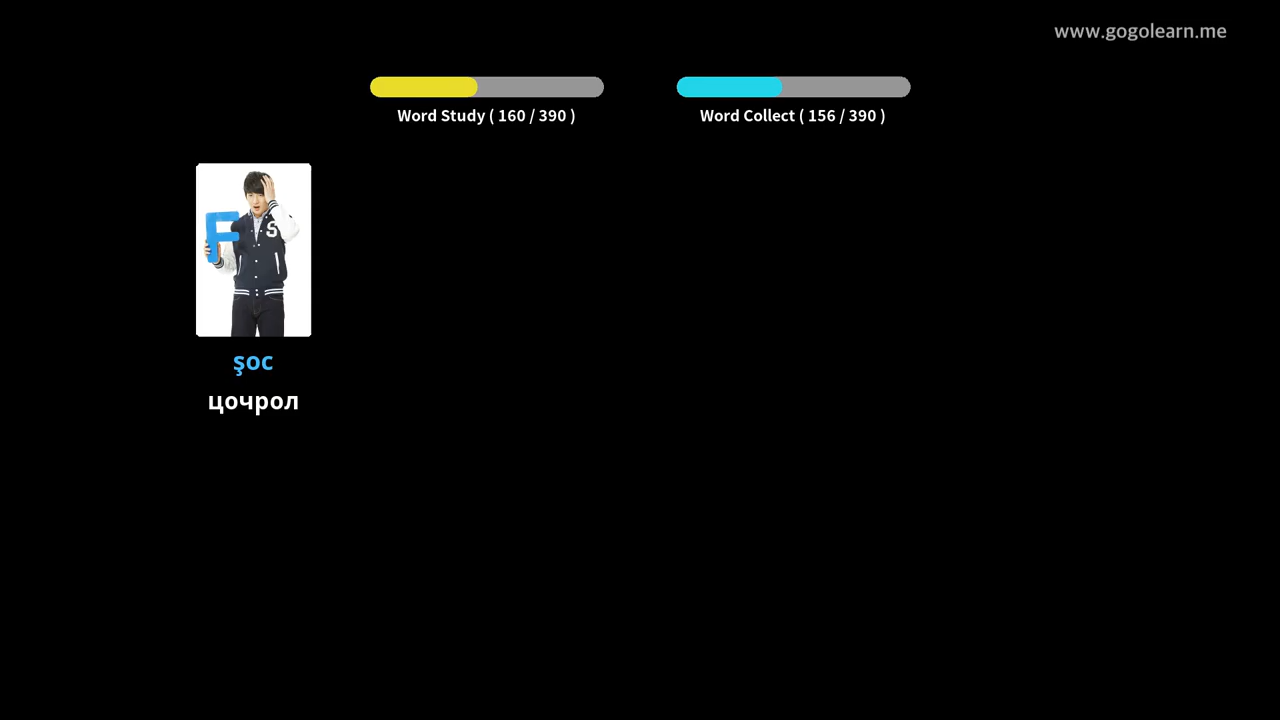 www.gogolearn.me
Word Study ( 160 / 390 )
Word Collect ( 156 / 390 )
F
S
şoc
цочрол